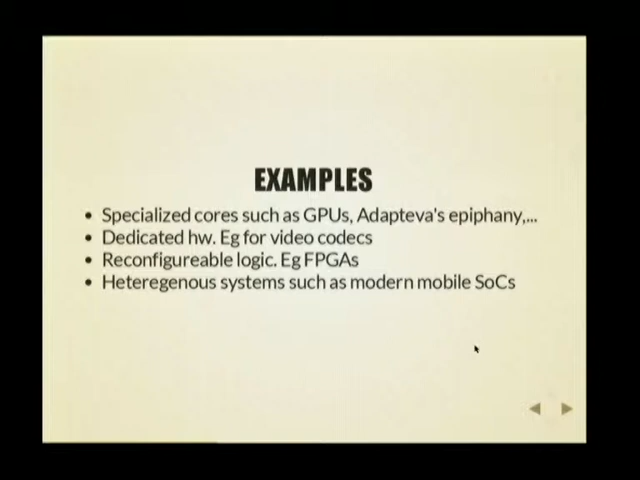 EXAMPLES
Specialized cores such as GPUs, Adapteva's epiphany,...
Dedicated hw. Eg for video codecs
Reconfigureable logic. Eg FPGAs
Heteregenous systems such as modern mobile SoCs